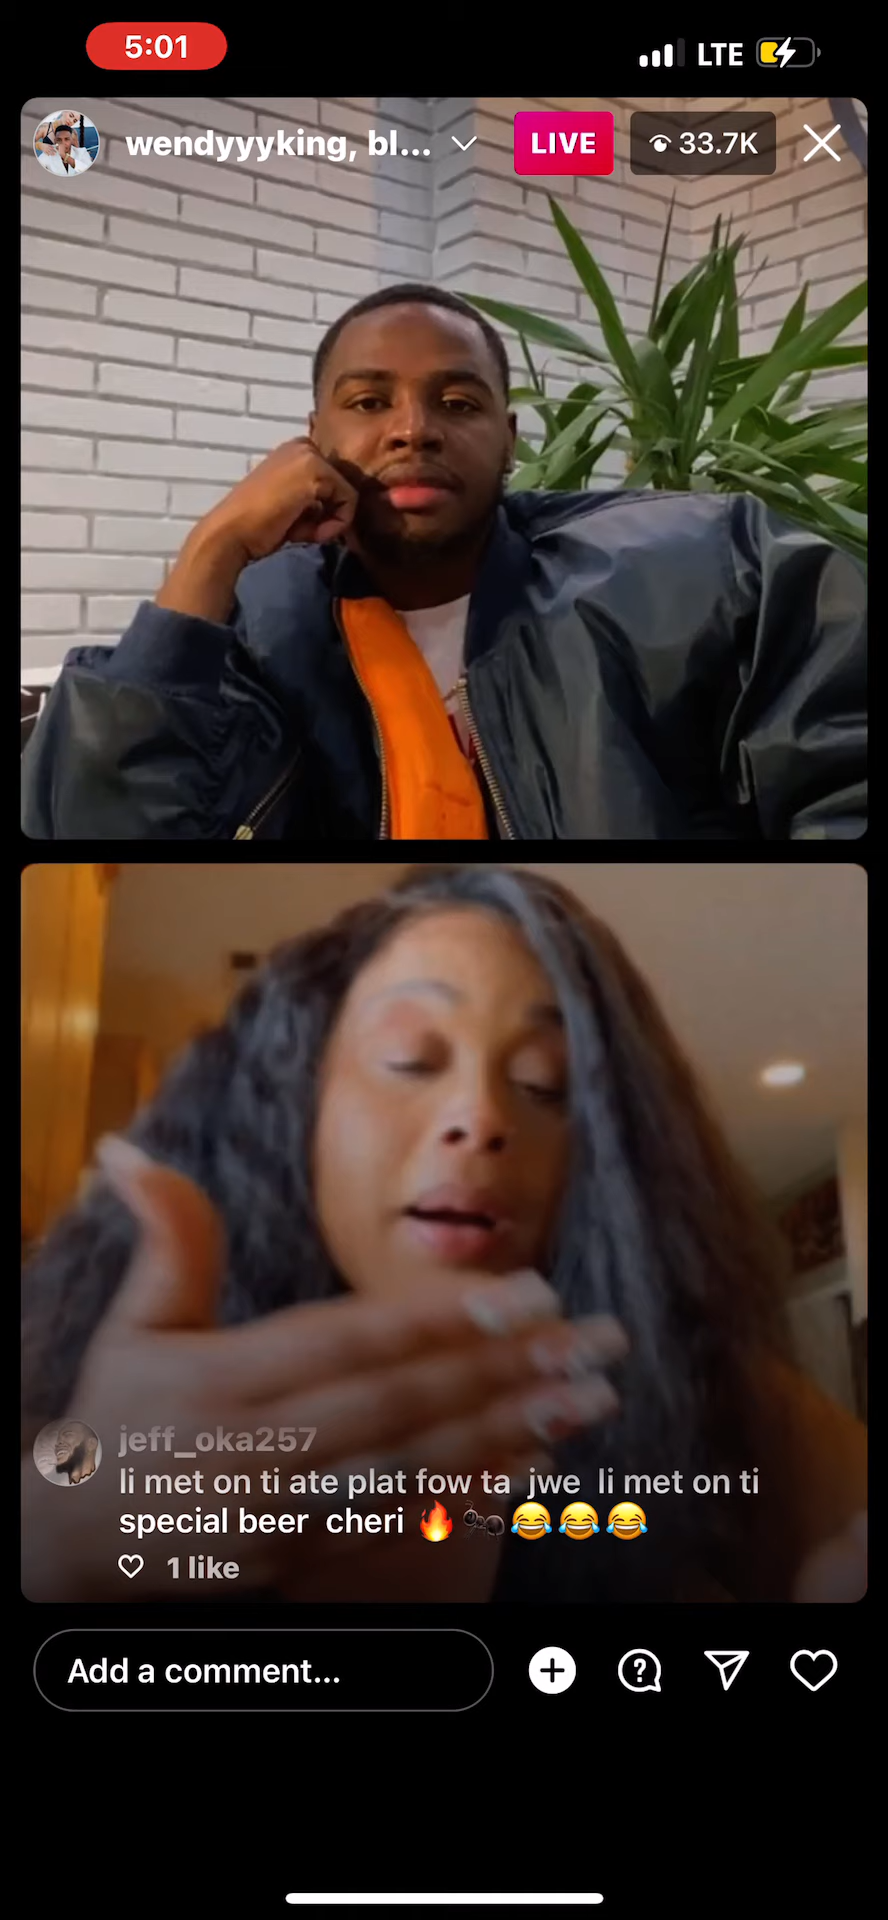 5:01
LTE
wendyyyking, bl...
LIVE
33.7K
jeff_oka257
li met on ti ate plat fow ta jwe li met on ti
special beer cheri 🔥🐜😂😂😂
1 like
Add a comment...